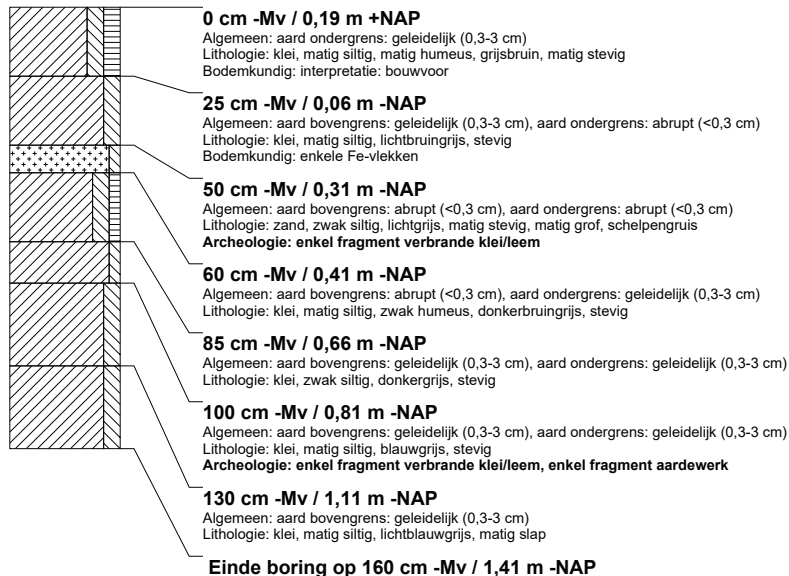 0 cm -Mv / 0,19 m +NAP
Algemeen: aard ondergrens: geleidelijk (0,3-3 cm)
Lithologie: klei, matig siltig, matig humeus, grijsbruin, matig stevig
Bodemkundig: interpretatie: bouwvoor
25 cm -Mv / 0,06 m -NAP
Algemeen: aard bovengrens: geleidelijk (0,3-3 cm), aard ondergrens: abrupt (<0,3 cm)
Lithologie: klei, matig siltig, lichtbruingrijs, stevig
Bodemkundig: enkele Fe-vlekken
50 cm -Mv / 0,31 m -NAP
Algemeen: aard bovengrens: abrupt (<0,3 cm), aard ondergrens: abrupt (<0,3 cm)
Lithologie: zand, zwak siltig, lichtgrijs, matig stevig, matig grof, schelpengruis
Archeologie: enkel fragment verbrande klei/leem
60 cm -Mv / 0,41 m -NAP
Algemeen: aard bovengrens: abrupt (<0,3 cm), aard ondergrens: geleidelijk (0,3-3 cm)
Lithologie: klei, matig siltig, zwak humeus, donkerbruingrijs, stevig
85 cm -Mv / 0,66 m -NAP
Algemeen: aard bovengrens: geleidelijk (0,3-3 cm), aard ondergrens: geleidelijk (0,3-3 cm)
Lithologie: klei, zwak siltig, donkergrijs, stevig
100 cm -Mv / 0,81 m -NAP
Algemeen: aard bovengrens: geleidelijk (0,3-3 cm), aard ondergrens: geleidelijk (0,3-3 cm)
Lithologie: klei, matig siltig, blauwgrijs, stevig
Archeologie: enkel fragment verbrande klei/leem, enkel fragment aardewerk
130 cm -Mv / 1,11 m -NAP
Algemeen: aard bovengrens: geleidelijk (0,3-3 cm)
Lithologie: klei, matig siltig, lichtblauwgrijs, matig slap
Einde boring op 160 cm -Mv / 1,41 m -NAP